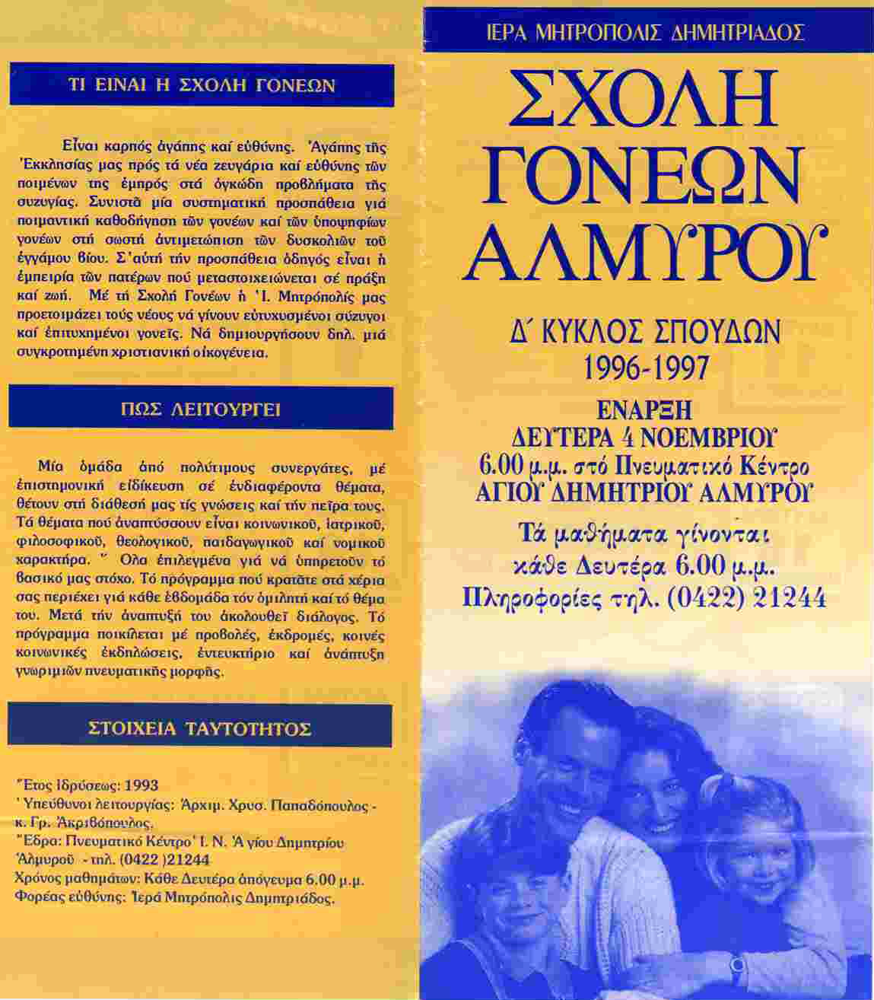 ΤΙ ΕΙΝΑΙ Η ΣΧΟΛΗ ΓΟΝΕΩΝ
Εἶναι καρπός ἀγάπης καί εὐθύνης. Ἀγάπης τῆς
Ἐκκλησίας μας πρός τά νέα ζευγάρια καί εὐθύνης τῶν
ποιμένων της ἐμπρός στά ὀγκώδη προβλήματα τῆς
συζυγίας. Συνιστᾶ μία συστηματική προσπάθεια γιά
ποιμαντική καθοδήγηση τῶν γονέων καί τῶν ὑποψηφίων
γονέων στή σωστή ἀντιμετώπιση τῶν δυσκολιῶν τοῦ
ἐγγάμου βίου. Σ'αὐτή τήν προσπάθεια ὁδηγός εἶναι ἡ
ἐμπειρία τῶν πατέρων πού μεταστοιχειώνεται σέ πράξη
καί ζωή. Μέ τή Σχολή Γονέων ἡ Ἱ. Μητρόπολίς μας
προετοιμάζει τούς νέους νά γίνουν εὐτυχυσμένοι σύζυγοι
καί ἐπιτυχημένοι γονεῖς. Νά δημιουργήσουν δηλ. μιά
συγκροτημένη χριστιανική οἰκογένεια.
ΠΩΣ ΛΕΙΤΟΥΡΓΕΙ
Μία ὁμάδα ἀπό πολύτιμους συνεργάτες, μέ
ἐπιστημονική εἰδίκευση σέ ἐνδιαφέροντα θέματα,
θέτουν στή διάθεσή μας τίς γνώσεις καί τήν πεῖρα τους.
Τά θέματα πού ἀναπτύσσουν εἶναι κοινωνικοῦ, ἰατρικοῦ,
φιλοσοφικοῦ, θεολογικοῦ, παιδαγωγικοῦ καί νομικοῦ
χαρακτήρα. Ὅλα ἐπιλεγμένα γιά νά ὑπηρετοῦν τό
βασικό μας στόχο. Τό πρόγραμμα πού κρατᾶτε στά χέρια
σας περιέχει γιά κάθε ἑβδομάδα τόν ὁμιλητή καί τό θέμα
του. Μετά τήν ἀναπτυξή του ἀκολουθεῖ διάλογος. Τό
πρόγραμμα ποικίλεται μέ προβολές, ἐκδρομές, κοινές
κοινωνικές ἐκδηλώσεις, ἐντευκτήριο καί ἀνάπτυξη
γνωριμιῶν πνευματικῆς μορφῆς.
ΣΤΟΙΧΕΙΑ ΤΑΥΤΟΤΗΤΟΣ
Ἔτος ἱδρύσεως: 1993
Ὑπεύθυνοι λειτουργίας: Ἀρχιμ. Χρυσ. Παπαδόπουλος -
κ. Γρ. Ἀκριβόπουλος.
Ἕδρα: Πνευματικό Κέντρο Ἱ. Ν. Ἁγίου Δημητρίου
Ἁλμυροῦ - τηλ. (0422 )21244
Χρόνος μαθημάτων: Κάθε Δευτέρα ἀπόγευμα 6.00 μ.μ.
Φορέας εὐθύνης: Ἱερά Μητρόπολις Δημητριάδος.
ΙΕΡΑ ΜΗΤΡΟΠΟΛΙΣ ΔΗΜΗΤΡΙΑΔΟΣ
ΣΧΟΛΗ
ΓΟΝΕΩΝ
ΑΛΜΥΡΟΥ
Δ΄ ΚΥΚΛΟΣ ΣΠΟΥΔΩΝ
1996-1997
ΕΝΑΡΞΗ
ΔΕΥΤΕΡΑ 4 ΝΟΕΜΒΡΙΟΥ
6.00 μ.μ. στό Πνευματικό Κέντρο
ΑΓΙΟΥ ΔΗΜΗΤΡΙΟΥ ΑΛΜΥΡΟΥ
Τά μαθήματα γίνονται
κάθε Δευτέρα 6.00 μ.μ.
Πληροφορίες τηλ. (0422) 21244